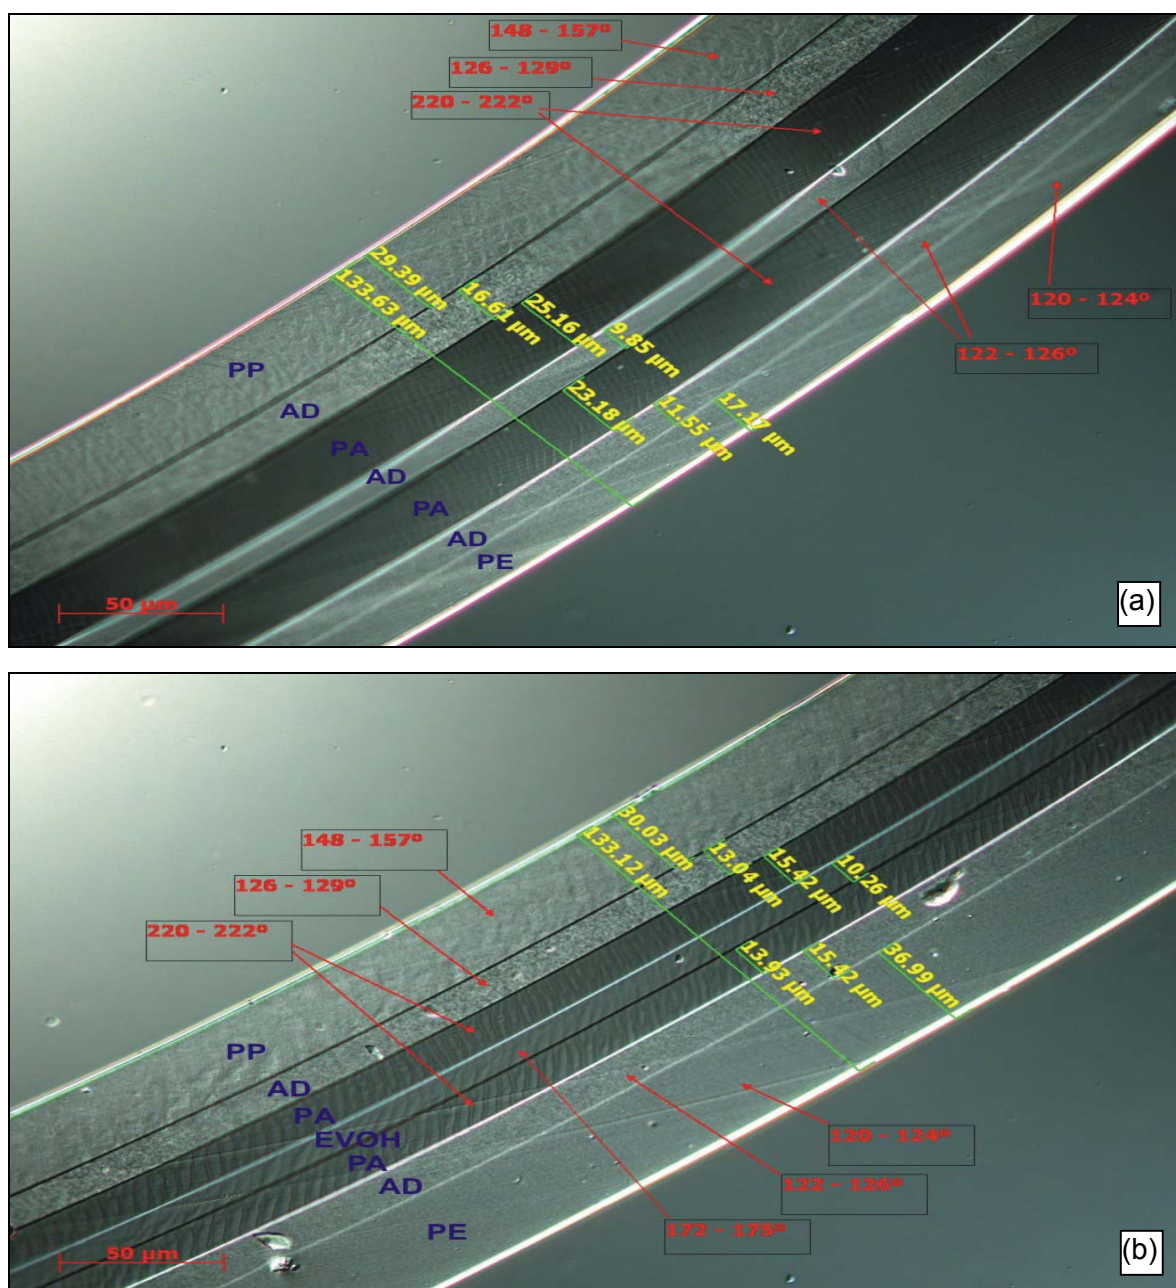 148 - 157º
126 - 129º
220 - 222º
29.39 µm
133.63 µm
16.61 µm
25.16 µm
9.85 µm
120 - 124º
122 - 126º
23.18 µm
11.55 µm
17.17 µm
PP
AD
PA
AD
PA
AD
PE
50 µm
(a)
148 - 157º
126 - 129º
220 - 222º
30.03 µm
133.12 µm
13.04 µm
15.42 µm
10.26 µm
13.93 µm
15.42 µm
36.99 µm
PP
AD
PA
EVOH
PA
AD
PE
120 - 124º
122 - 126º
172 - 175º
50 µm
(b)